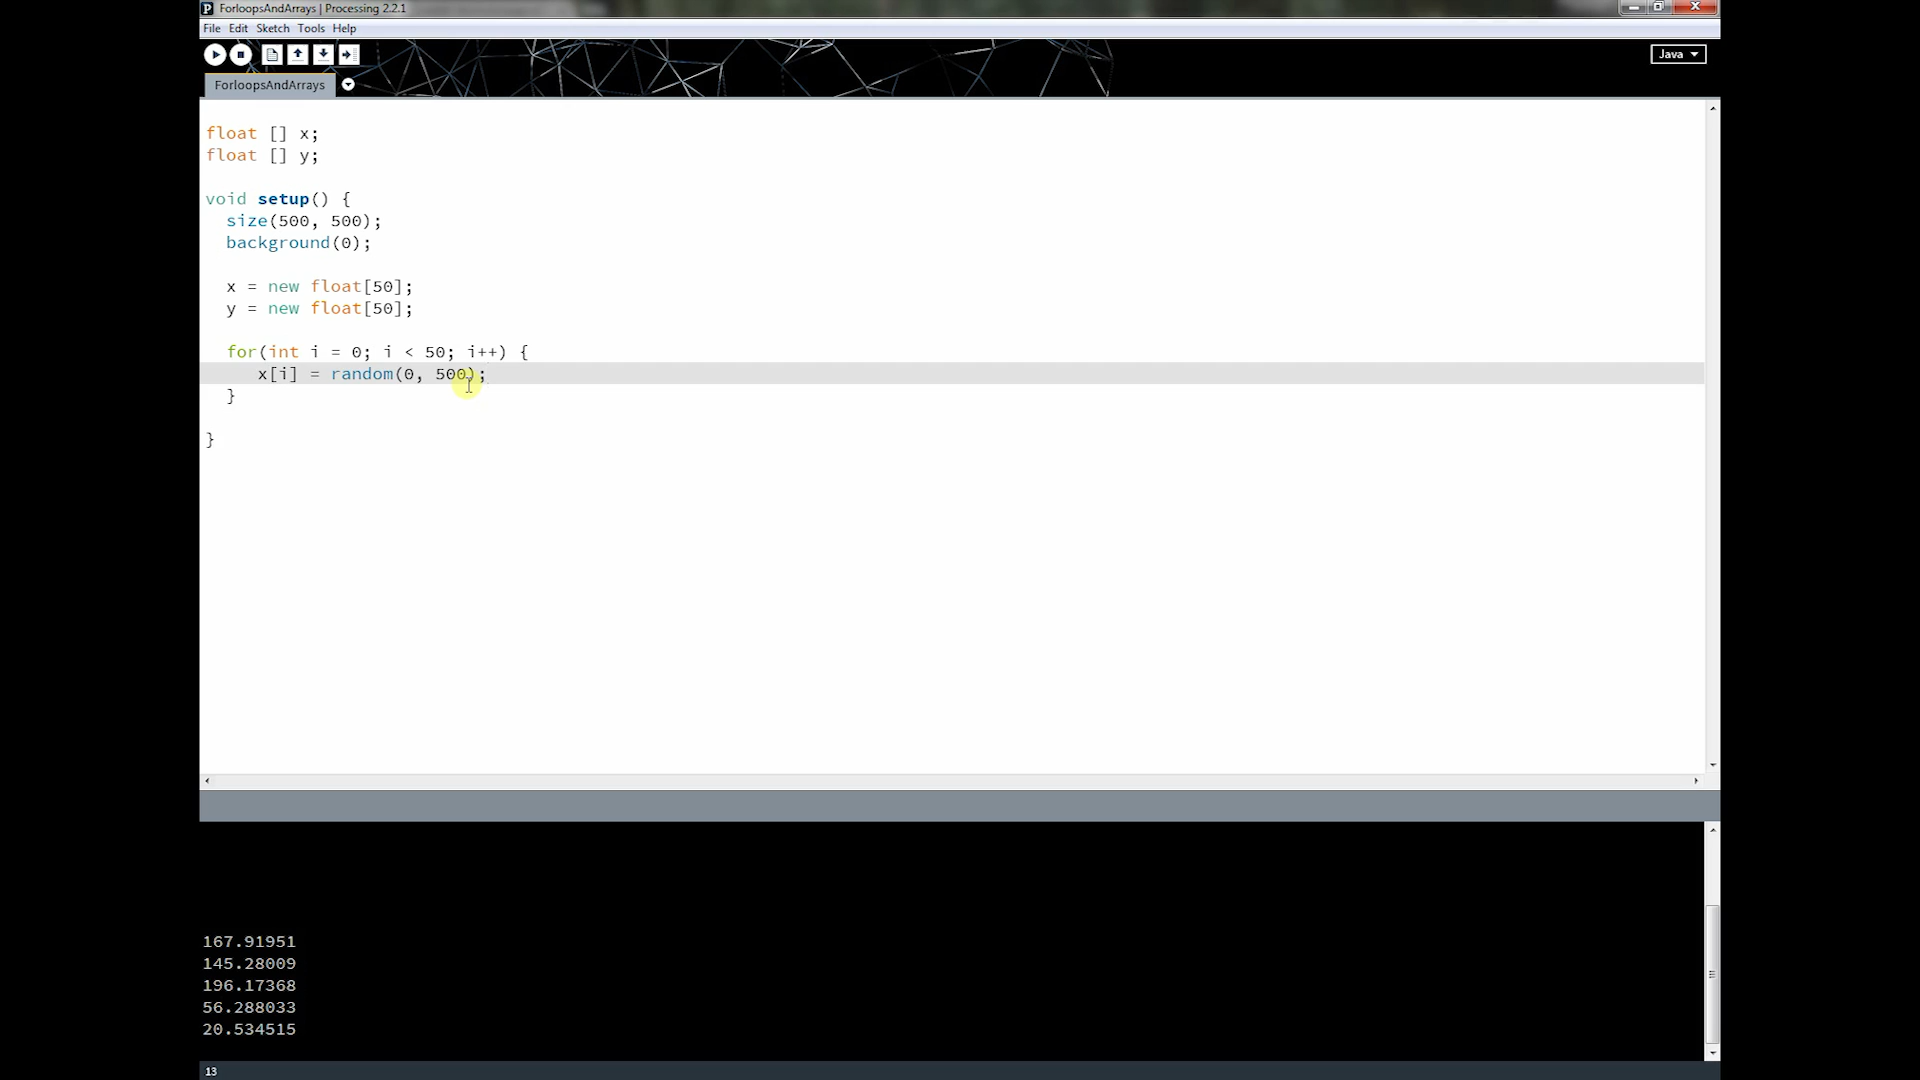 ForloopsAndArrays | Processing 2.2.1
File Edit Sketch Tools Help
Java
ForloopsAndArrays
float [] x;
float [] y;
void setup() {
size(500, 500);
background(0);
x = new float[50];
y = new float[50];
for(int i = 0; i < 50; i++) {
x[i] = random(0, 500);
}
}
167.91951
145.28009
196.17368
56.288033
20.534515
13